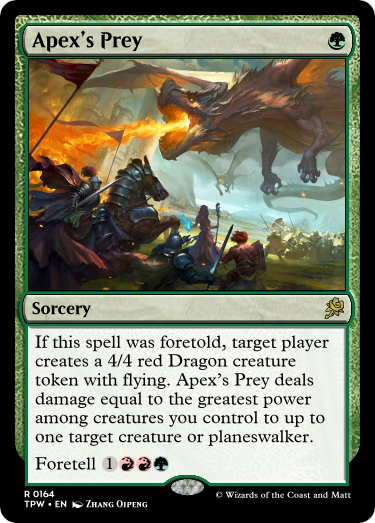 Apex's Prey
Sorcery
If this spell was foretold, target player
creates a 4/4 red Dragon creature
token with flying. Apex's Prey deals
damage equal to the greatest power
among creatures you control to up to
one target creature or planeswalker.
Foretell 1
R 0164
TPW • EN Zhang Qipeng
© Wizards of the Coast and Matt